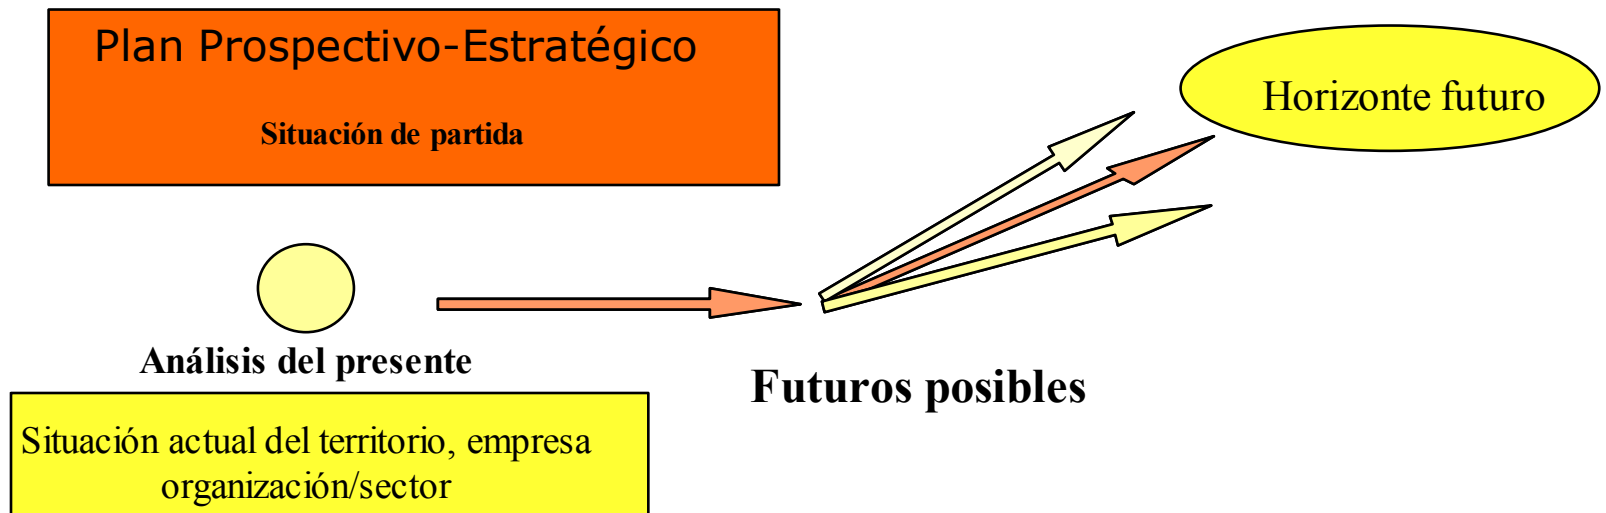 Plan Prospectivo-Estratégico
Situación de partida
Horizonte futuro
Análisis del presente
Futuros posibles
Situación actual del territorio, empresa
organización/sector